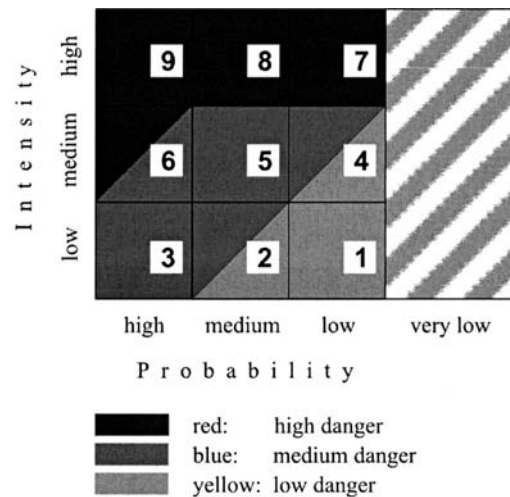 Intensity
high
medium
low
9 8 7
6 5 4
3 2 1
high medium low very low
Probability
red: high danger
blue: medium danger
yellow: low danger